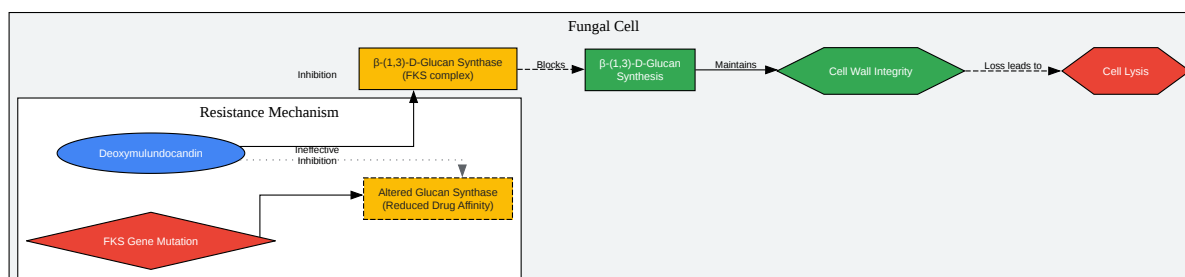 Fungal Cell
β-(1,3)-D-Glucan Synthase
(FKS complex)
Inhibition
Blocks
β-(1,3)-D-Glucan
Synthesis
Maintains
Cell Wall Integrity
Loss leads to
Cell Lysis
Resistance Mechanism
Deoxymulundocandin
Ineffective
Inhibition
Altered Glucan Synthase
(Reduced Drug Affinity)
FKS Gene Mutation